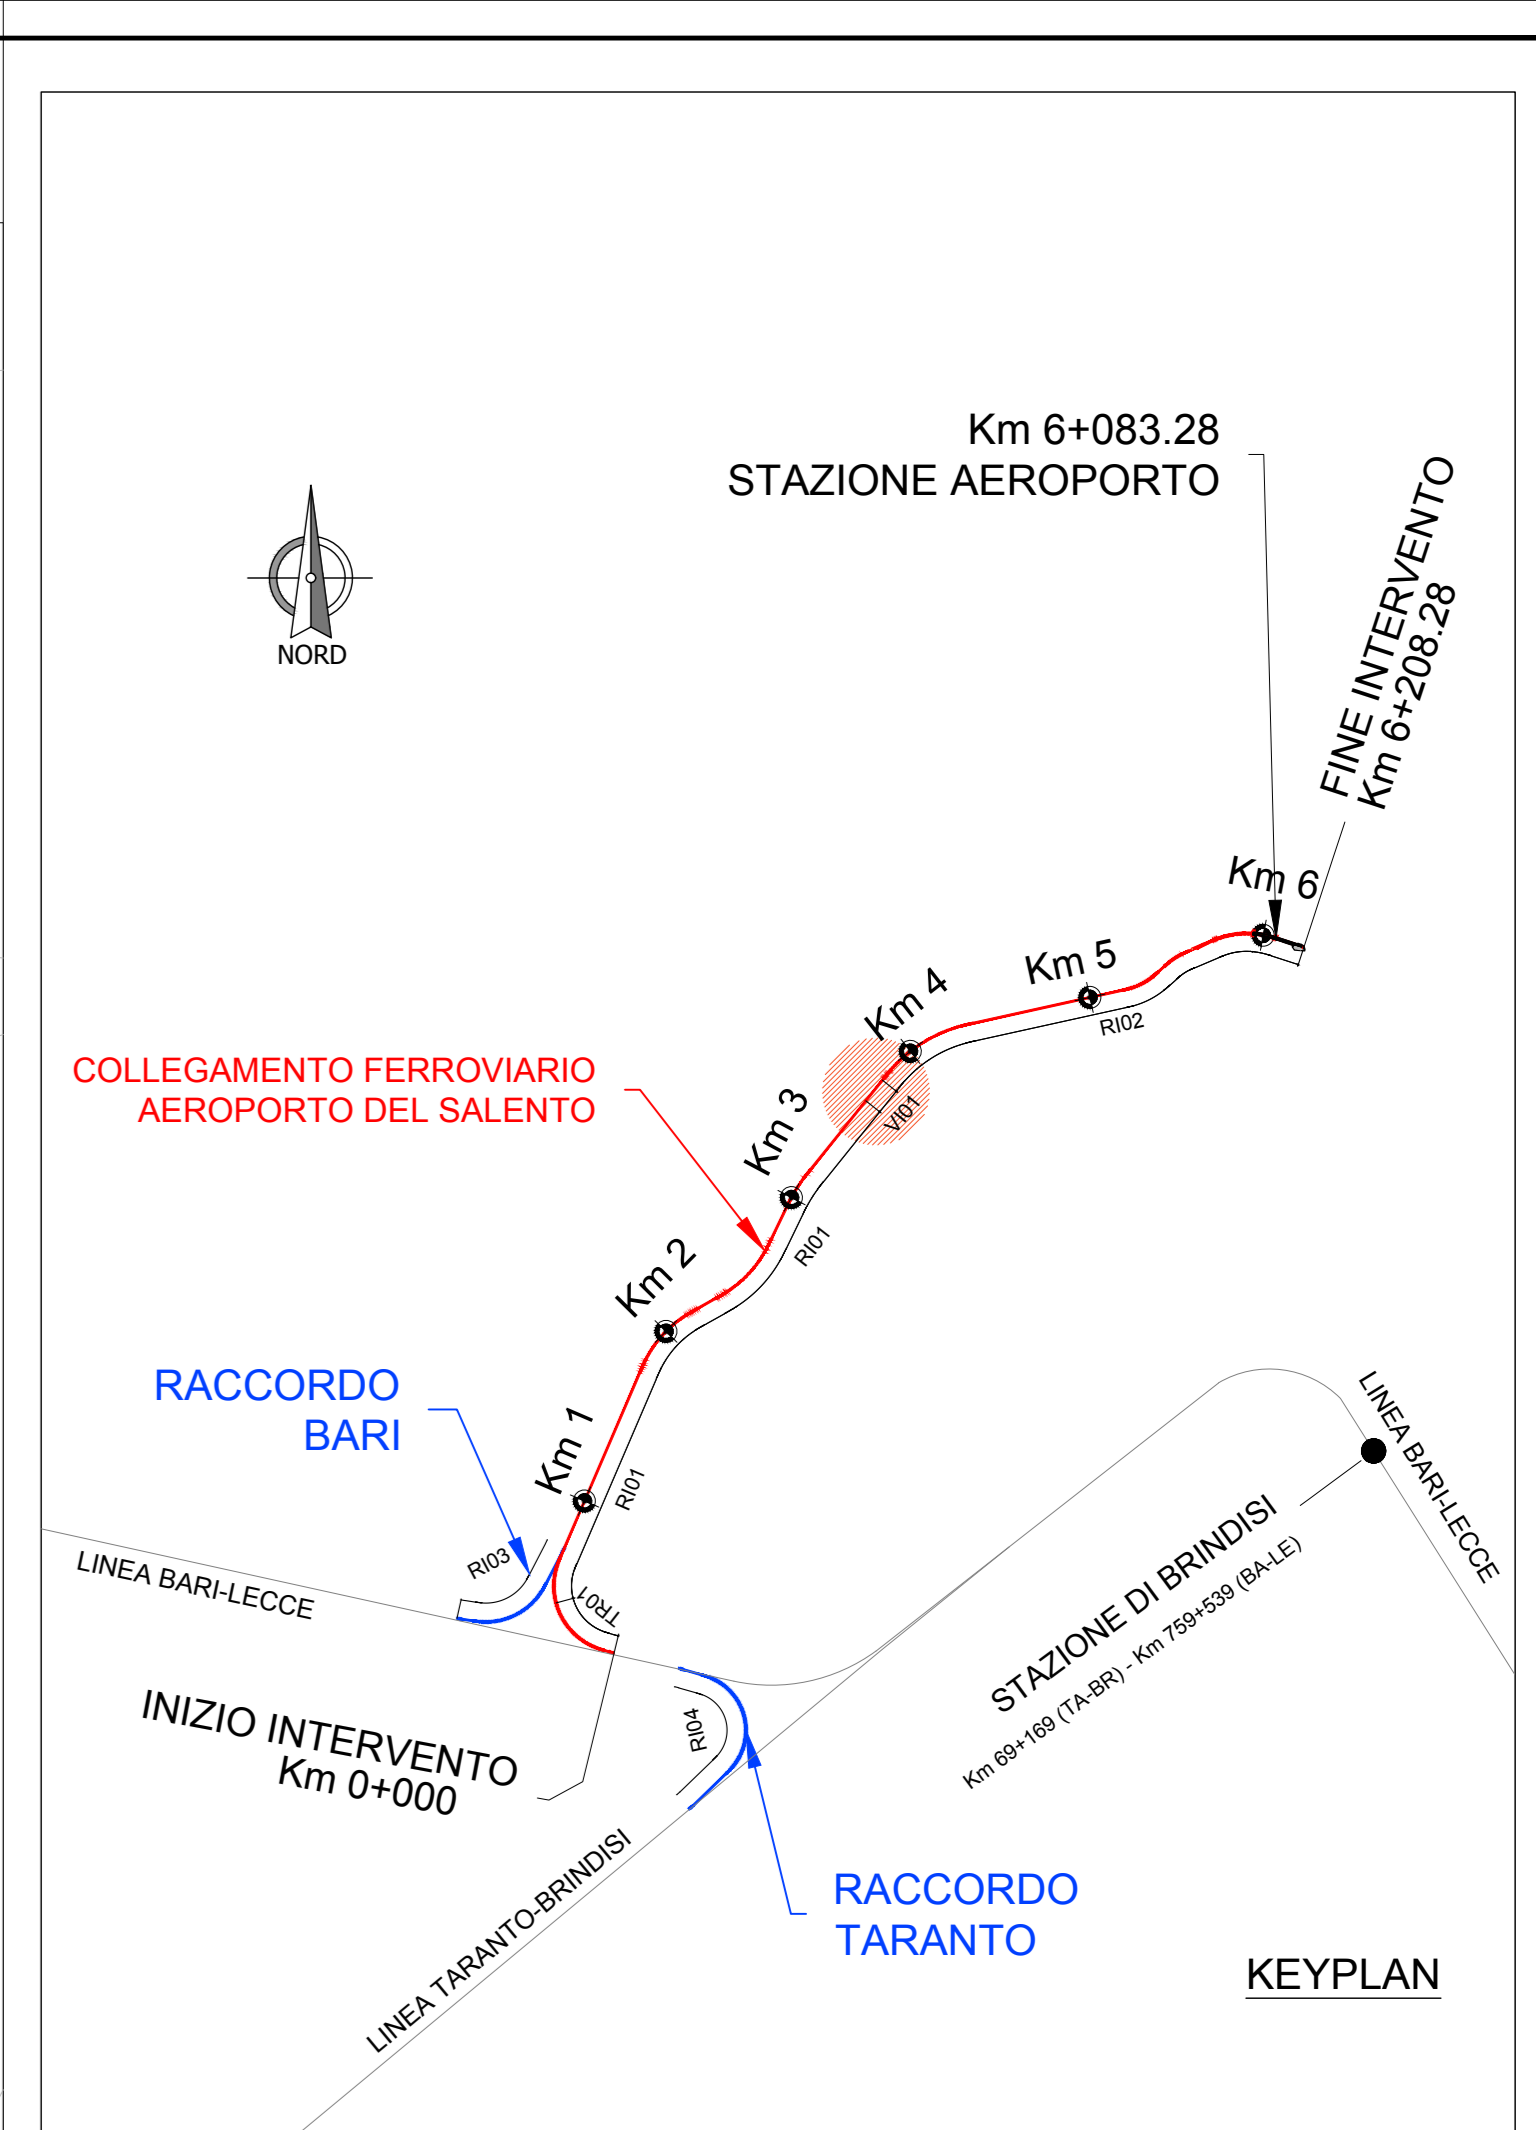 Km 6+083.28
STAZIONE AEROPORTO
FINE INTERVENTO
Km 6+208.28
NORD
Km 6
Km 5
Km 4
RI02
COLLEGAMENTO FERROVIARIO
AEROPORTO DEL SALENTO
Km 3
VI01
RI01
Km 2
RACCORDO
BARI
Km 1
RI01
LINEA BARI-LECCE
RI03
TR01
LINEA BARI-LECCE
STAZIONE DI BRINDISI
Km 69+169 (TA-BR) - Km 759+539 (BA-LE)
INIZIO INTERVENTO
Km 0+000
RI04
LINEA TARANTO-BRINDISI
RACCORDO
TARANTO
KEYPLAN